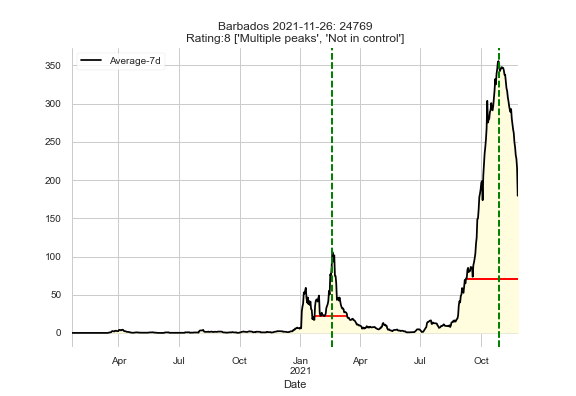 Barbados 2021-11-26: 24769
Rating:8 ['Multiple peaks', 'Not in control']
Average-7d
350
300
250
200
150
100
50
0
Apr Jul Oct Jan Apr Jul Oct
2021
Date